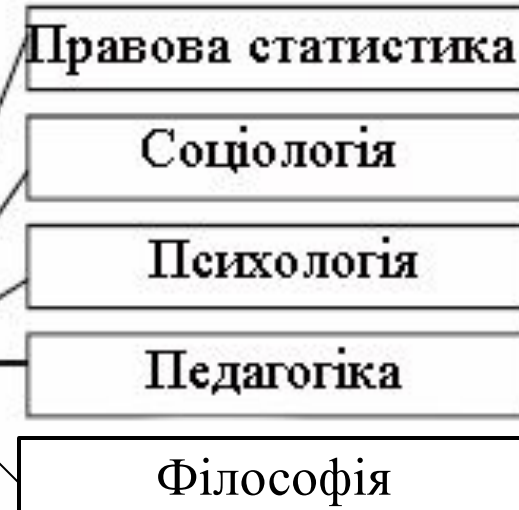 Правова статистика
Соціологія
Психологія
Педагогіка
Філософія